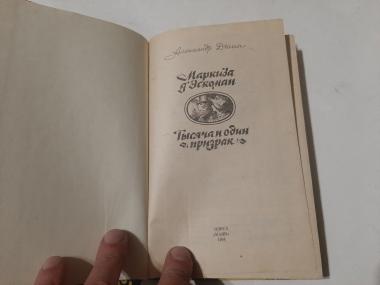 Александр Дюма
Маркиза
д'Эскоман
Тысяча и один
призрак